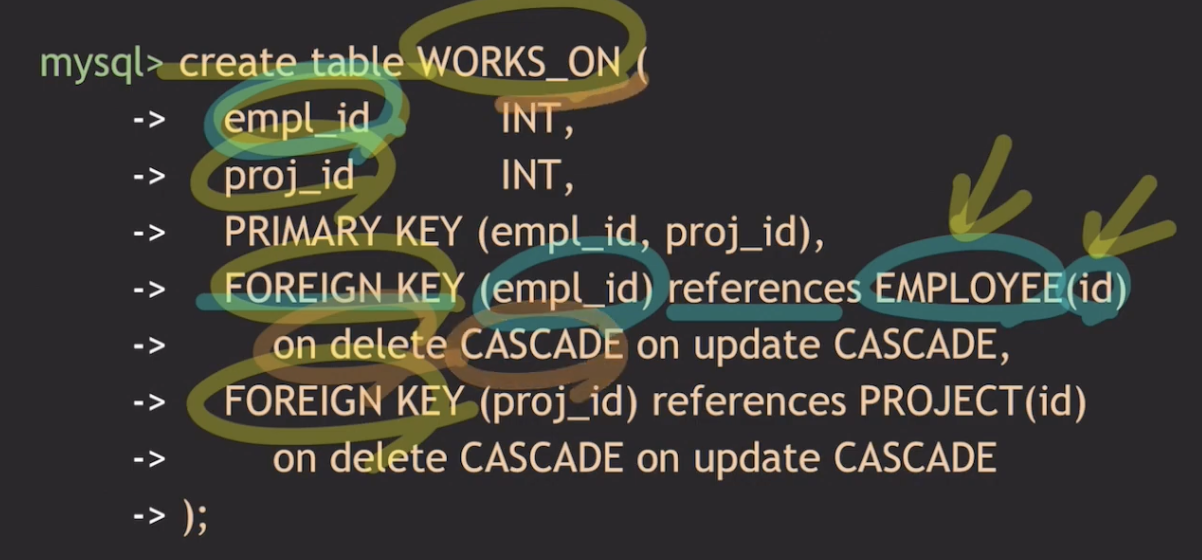 mysql> create table WORKS_ON (
-> empl_id INT,
-> proj_id INT,
-> PRIMARY KEY (empl_id, proj_id),
-> FOREIGN KEY (empl_id) references EMPLOYEE(id)
-> on delete CASCADE on update CASCADE,
-> FOREIGN KEY (proj_id) references PROJECT(id)
-> on delete CASCADE on update CASCADE
-> );